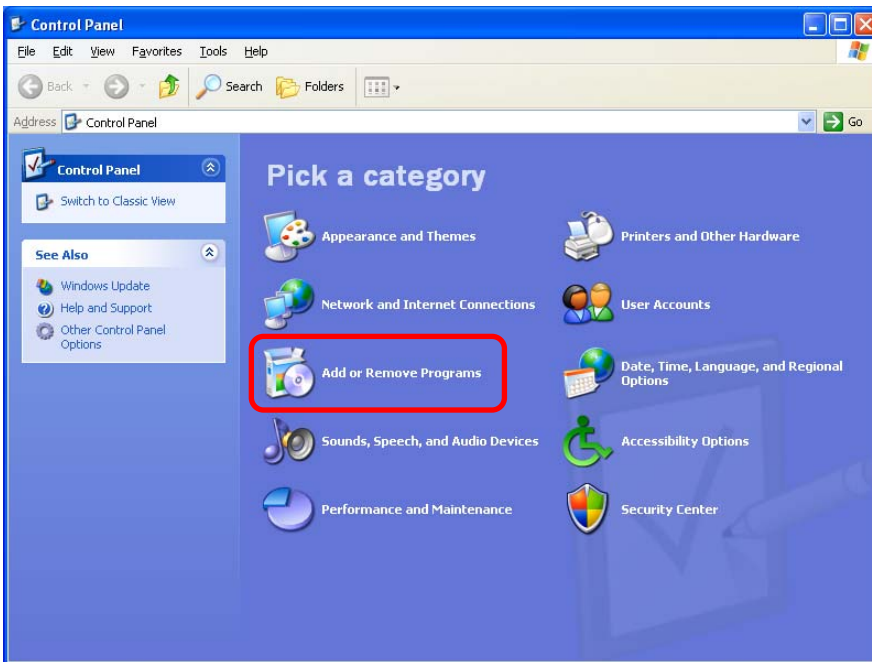 Control Panel
File Edit View Favorites Tools Help
Back Search Folders
Address Control Panel Go
Control Panel
Switch to Classic View
See Also
Windows Update
Help and Support
Other Control Panel
Options
Pick a category
Appearance and Themes
Printers and Other Hardware
Network and Internet Connections
User Accounts
Add or Remove Programs
Date, Time, Language, and Regional
Options
Sounds, Speech, and Audio Devices
Accessibility Options
Performance and Maintenance
Security Center